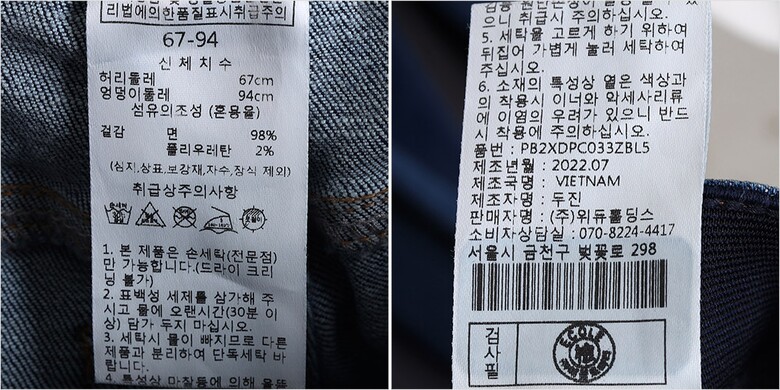 리법에의한품질표시취급주의
67-94
신체치수
허리둘레 67cm
엉덩이둘레 94cm
섬유의조성 (혼용율)
겉감 면 98%
폴리우레탄 2%
(심지,상표,보강재,자수,장식 제외)
취급상주의사항
1. 본 제품은 손세탁(전문점)
만 가능합니다.(드라이 크리
닝 불가)
2. 표백성 세제를 삼가해 주
시고 물에 오랜시간(30분 이
상) 담가 두지 마십시오.
3. 세탁시 물이 빠지므로 다른
제품과 분리하여 단독세탁 바
랍니다.
4. 특성상 마찰등에 의해 올뜯
으니 취급시 주의하십시오.
5. 세탁물 고르게 하기 위하여
뒤집어 가볍게 눌러 세탁하여
주십시오.
6. 소재의 특성상 옅은 색상과
의 착용시 이너와 악세사리류
에 이염의 우려가 있으니 반드
시 착용에 주의하십시오.
품번 : PB2XDPC033ZBL5
제조년월 : 2022.07
제조국명 : VIETNAM
제조자명 : 두진
판매자명 : (주)위듀홀딩스
소비자상담실 : 070-8224-4417
서울시 금천구 벚꽃로 298
검사필
ECOLE